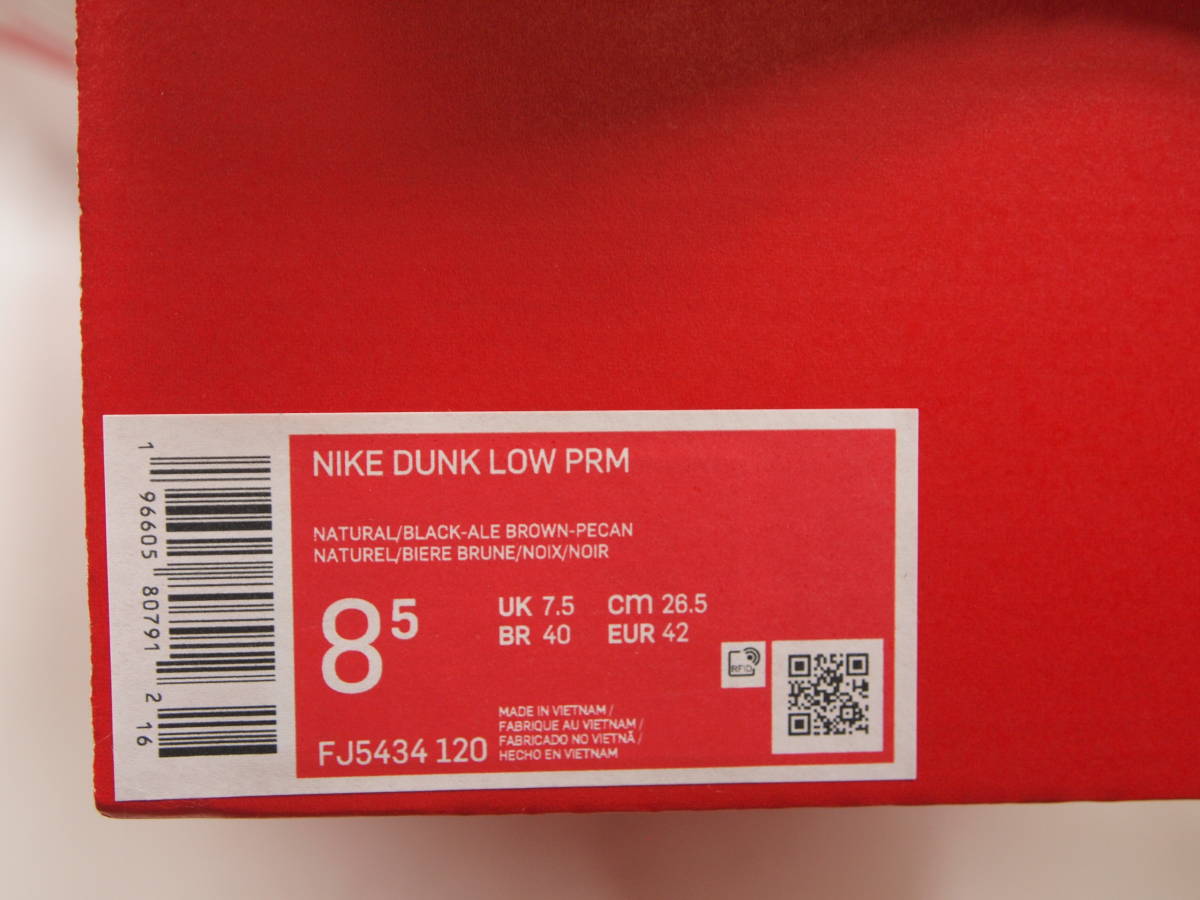 NIKE DUNK LOW PRM
NATURAL/BLACK-ALE BROWN-PECAN
NATUREL/BIERE BRUNE/NOIX/NOIR
8 5
UK 7.5 cm 26.5
BR 40 EUR 42
RFID
MADE IN VIETNAM /
FABRIQUE AU VIETNAM /
FABRICADO NO VIETNÃ /
HECHO EN VIETNAM
FJ5434 120
1 96605 80791 2 16